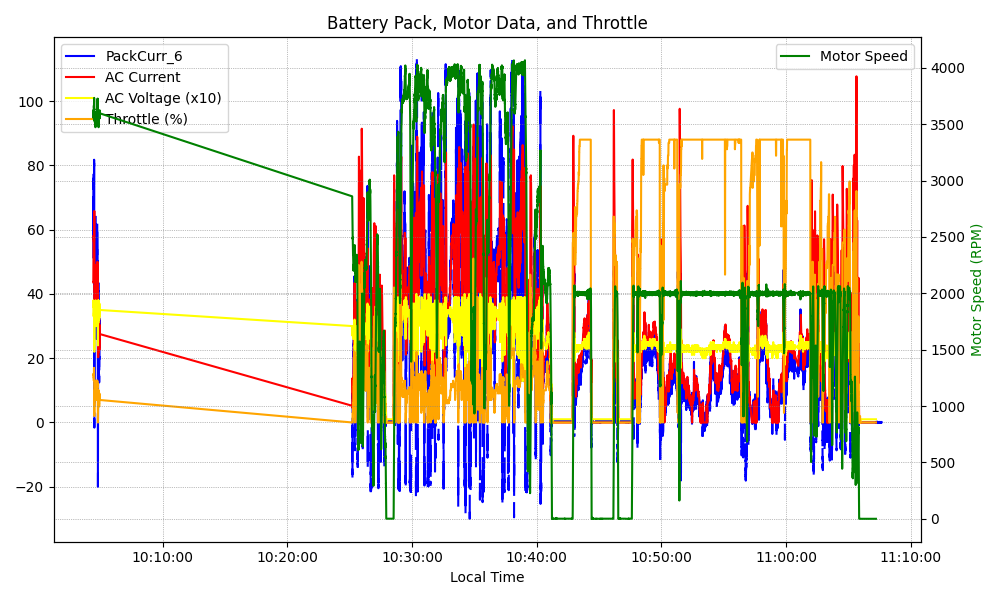 Battery Pack, Motor Data, and Throttle
PackCurr_6
AC Current
AC Voltage (x10)
Throttle (%)
Motor Speed
100
80
60
40
20
0
−20
4000
3500
3000
2500
2000
1500
1000
500
0
Motor Speed (RPM)
10:10:00
10:20:00
10:30:00
10:40:00
10:50:00
11:00:00
11:10:00
Local Time